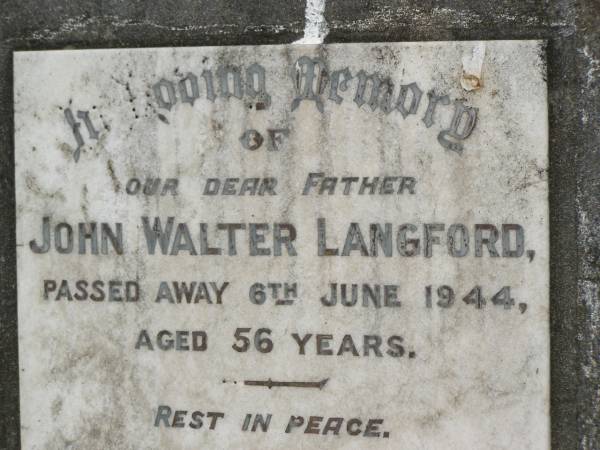 In Loving Memory
OF
OUR DEAR FATHER
JOHN WALTER LANGFORD,
PASSED AWAY 6TH JUNE 1944,
AGED 56 YEARS.
REST IN PEACE.